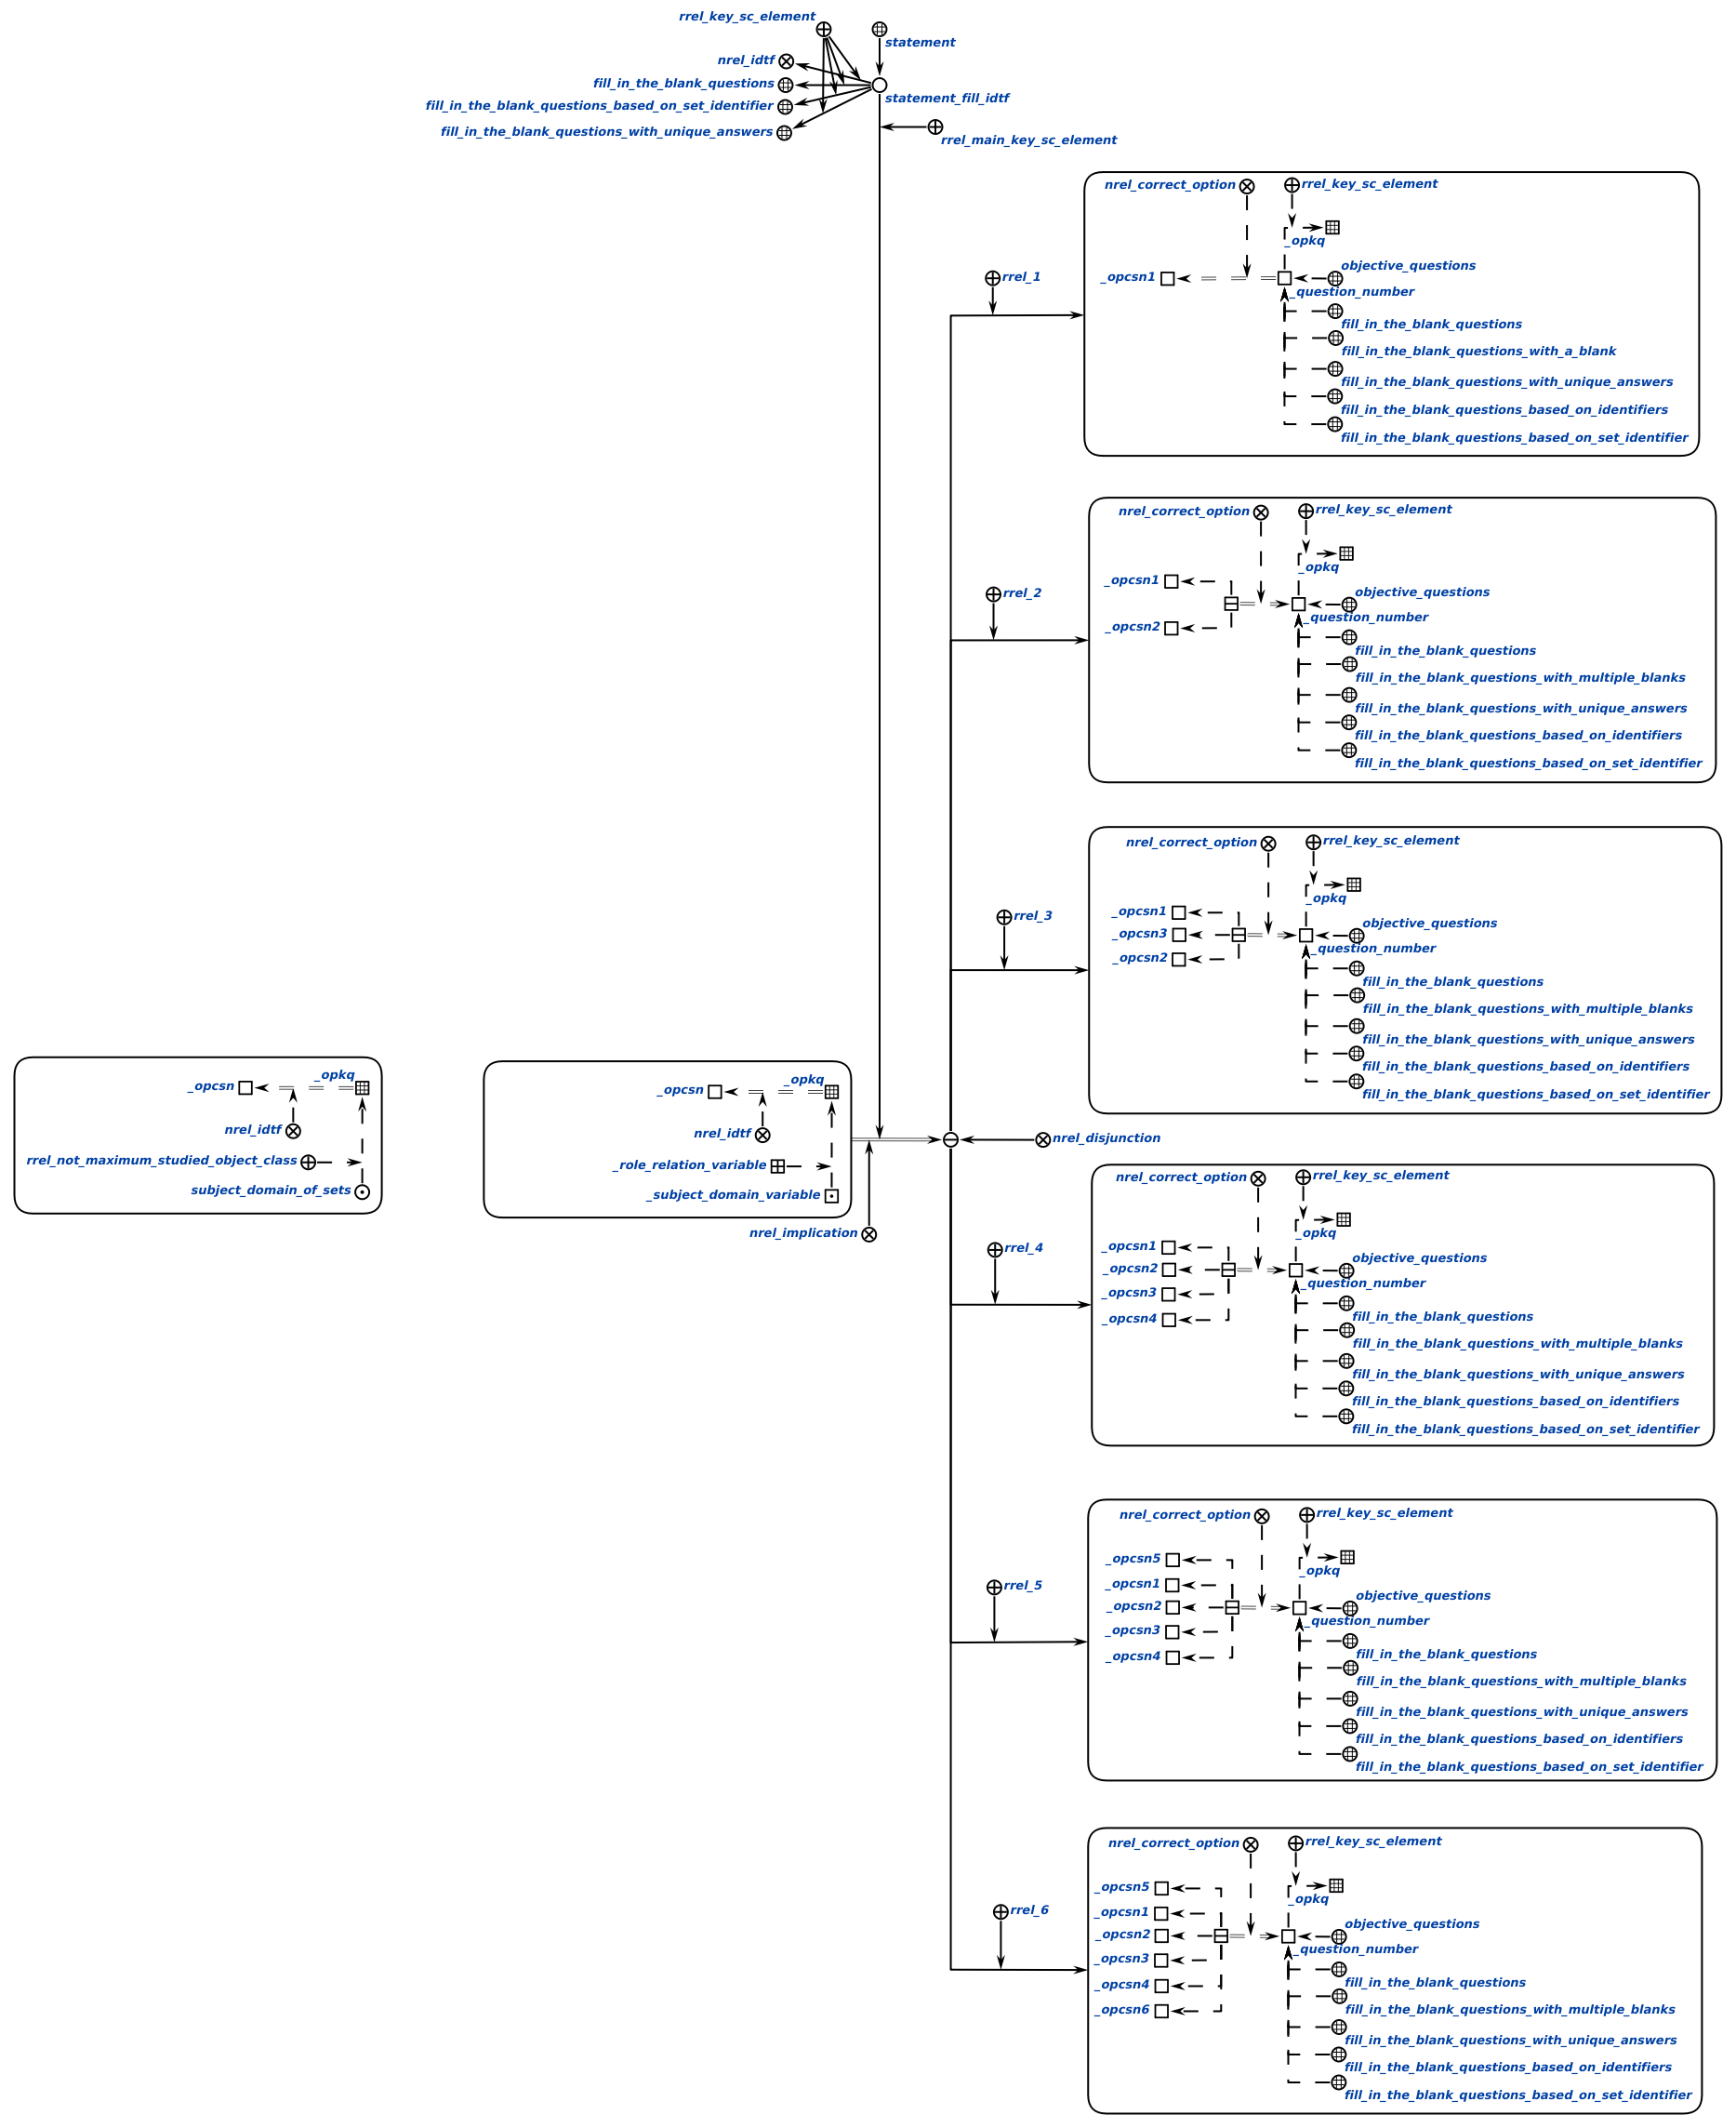 rrel_key_sc_element
statement
nrel_idtf
fill_in_the_blank_questions
statement_fill_idtf
fill_in_the_blank_questions_based_on_set_identifier
fill_in_the_blank_questions_with_unique_answers
rrel_main_key_sc_element
nrel_correct_option
rrel_key_sc_element
_opkq
objective_questions
rrel_1
_opcsn1
_question_number
fill_in_the_blank_questions
fill_in_the_blank_questions_with_a_blank
fill_in_the_blank_questions_with_unique_answers
fill_in_the_blank_questions_based_on_identifiers
fill_in_the_blank_questions_based_on_set_identifier
nrel_correct_option
rrel_key_sc_element
_opkq
_opcsn1
rrel_2
objective_questions
_question_number
_opcsn2
fill_in_the_blank_questions
fill_in_the_blank_questions_with_multiple_blanks
fill_in_the_blank_questions_with_unique_answers
fill_in_the_blank_questions_based_on_identifiers
fill_in_the_blank_questions_based_on_set_identifier
nrel_correct_option
rrel_key_sc_element
_opkq
_opcsn1
rrel_3
objective_questions
_opcsn3
_question_number
_opcsn2
fill_in_the_blank_questions
fill_in_the_blank_questions_with_multiple_blanks
fill_in_the_blank_questions_with_unique_answers
fill_in_the_blank_questions_based_on_identifiers
fill_in_the_blank_questions_based_on_set_identifier
_opkq
_opcsn
nrel_idtf
rrel_not_maximum_studied_object_class
subject_domain_of_sets
_opkq
_opcsn
nrel_idtf
_role_relation_variable
_subject_domain_variable
nrel_implication
nrel_disjunction
nrel_correct_option
rrel_key_sc_element
_opkq
_opcsn1
rrel_4
objective_questions
_opcsn2
_question_number
_opcsn3
_opcsn4
fill_in_the_blank_questions
fill_in_the_blank_questions_with_multiple_blanks
fill_in_the_blank_questions_with_unique_answers
fill_in_the_blank_questions_based_on_identifiers
fill_in_the_blank_questions_based_on_set_identifier
nrel_correct_option
rrel_key_sc_element
_opcsn5
_opkq
rrel_5
_opcsn1
objective_questions
_opcsn2
_question_number
_opcsn3
_opcsn4
fill_in_the_blank_questions
fill_in_the_blank_questions_with_multiple_blanks
fill_in_the_blank_questions_with_unique_answers
fill_in_the_blank_questions_based_on_identifiers
fill_in_the_blank_questions_based_on_set_identifier
nrel_correct_option
rrel_key_sc_element
_opcsn5
_opkq
rrel_6
_opcsn1
objective_questions
_opcsn2
_question_number
_opcsn3
_opcsn4
_opcsn6
fill_in_the_blank_questions
fill_in_the_blank_questions_with_multiple_blanks
fill_in_the_blank_questions_with_unique_answers
fill_in_the_blank_questions_based_on_identifiers
fill_in_the_blank_questions_based_on_set_identifier